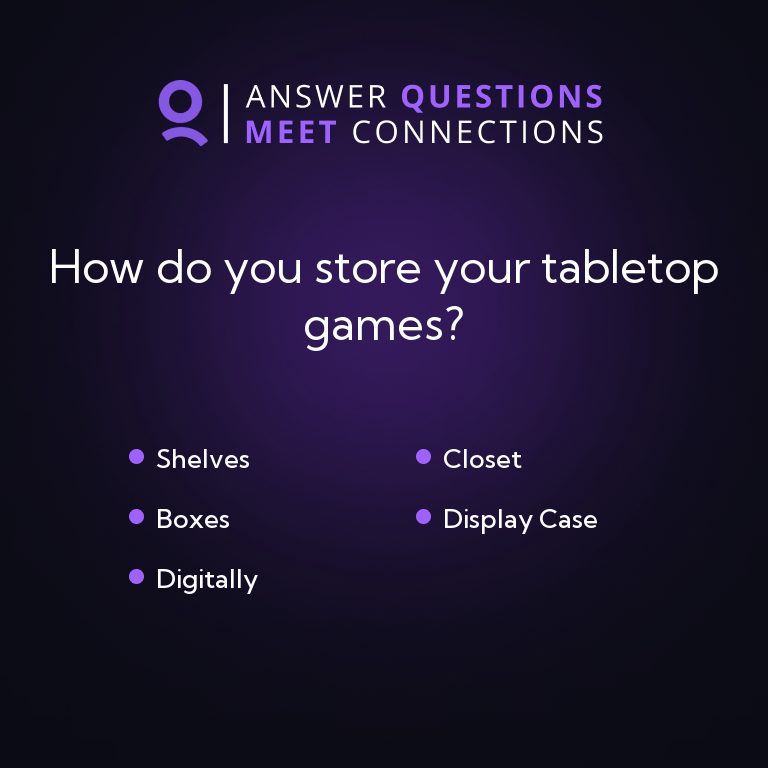 ANSWER QUESTIONS
MEET CONNECTIONS
How do you store your tabletop
games?
Shelves
Closet
Boxes
Display Case
Digitally